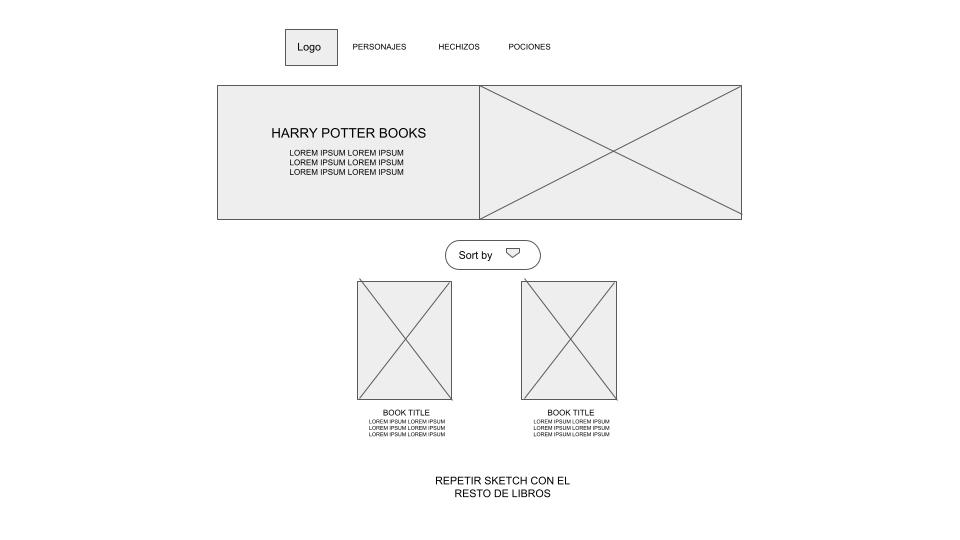 Logo
PERSONAJES
HECHIZOS
POCIONES
HARRY POTTER BOOKS
LOREM IPSUM LOREM IPSUM
LOREM IPSUM LOREM IPSUM
LOREM IPSUM LOREM IPSUM
Sort by
BOOK TITLE
LOREM IPSUM LOREM IPSUM
LOREM IPSUM LOREM IPSUM
LOREM IPSUM LOREM IPSUM
BOOK TITLE
LOREM IPSUM LOREM IPSUM
LOREM IPSUM LOREM IPSUM
LOREM IPSUM LOREM IPSUM
REPETIR SKETCH CON EL
RESTO DE LIBROS